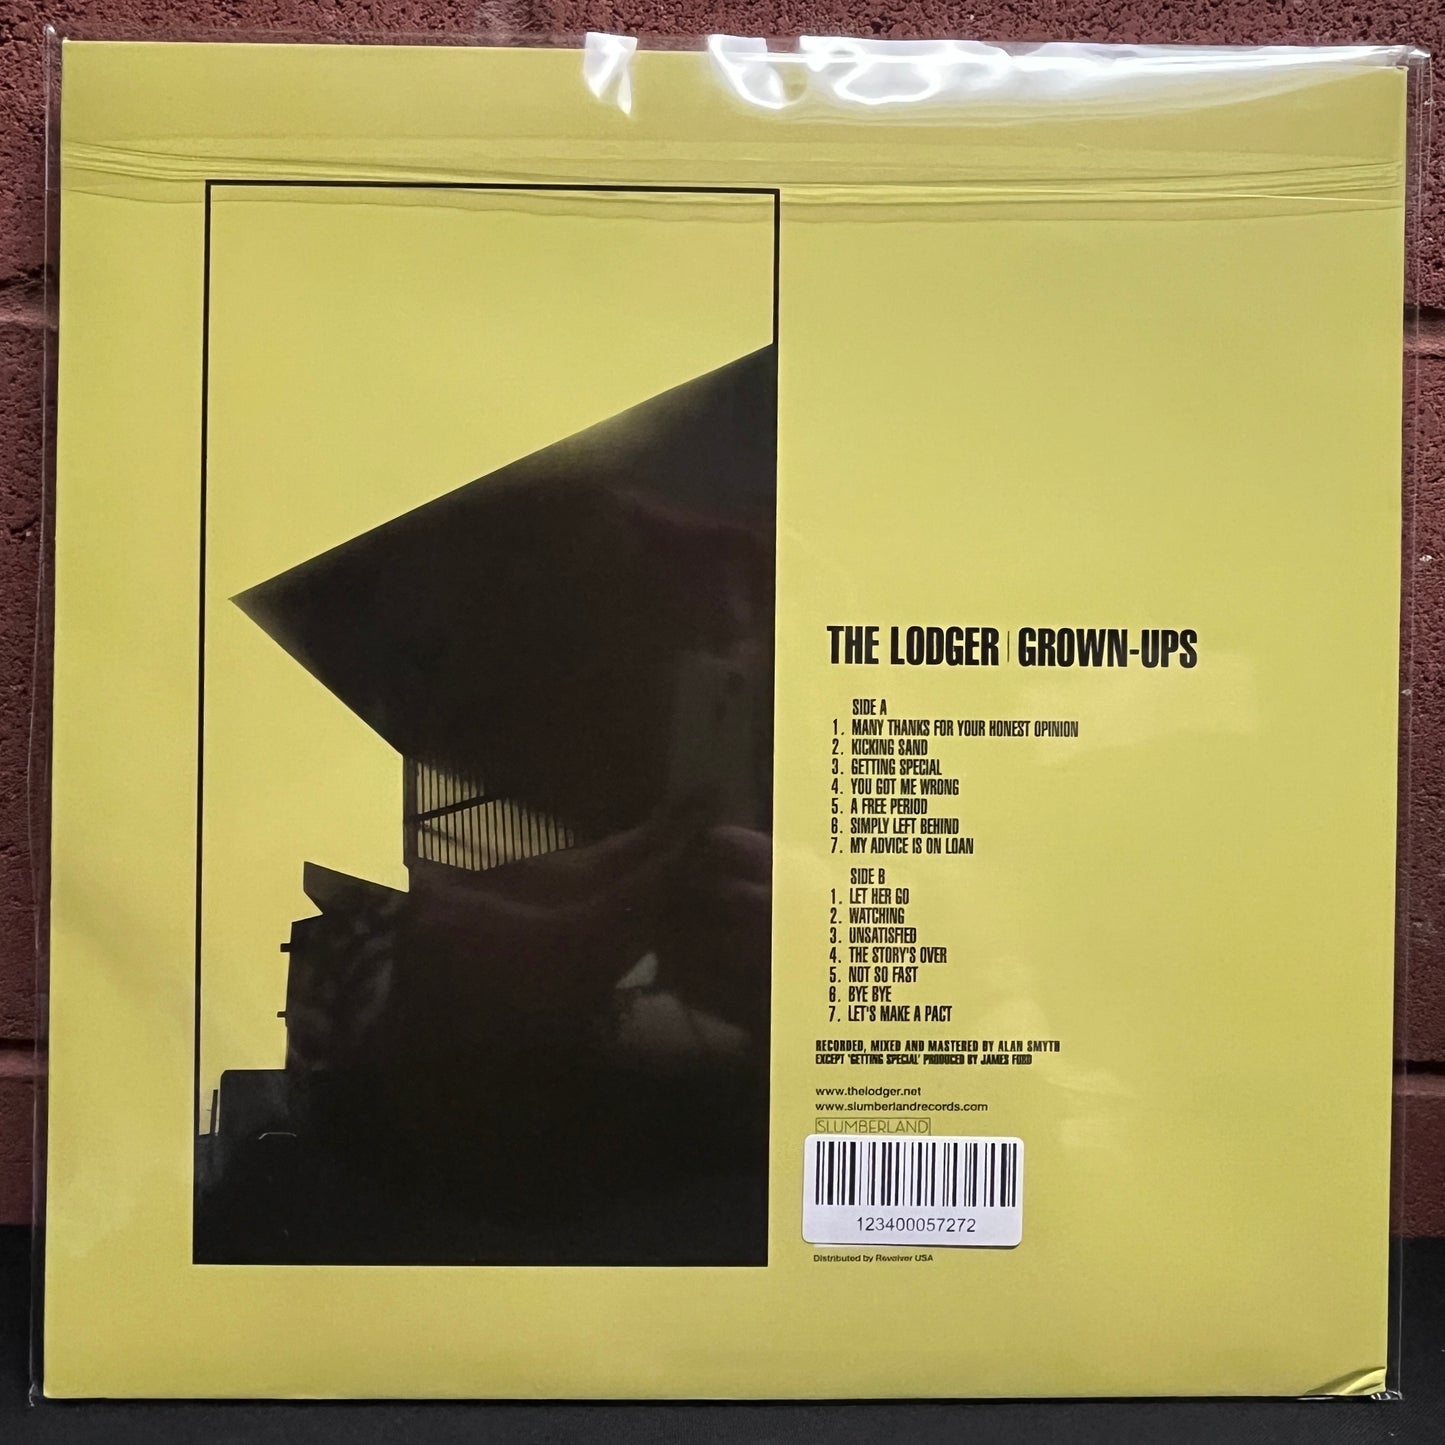 THE LODGER | GROWN-UPS
SIDE A
1. MANY THANKS FOR YOUR HONEST OPINION
2. KICKING SAND
3. GETTING SPECIAL
4. YOU GOT ME WRONG
5. A FREE PERIOD
6. SIMPLY LEFT BEHIND
7. MY ADVICE IS ON LOAN
SIDE B
1. LET HER GO
2. WATCHING
3. UNSATISFIED
4. THE STORY'S OVER
5. NOT SO FAST
6. BYE BYE
7. LET'S MAKE A PACT
RECORDED, MIXED AND MASTERED BY ALAN SMYTH
EXCEPT 'GETTING SPECIAL' PRODUCED BY JAMES FORD
www.thelodger.net
www.slumberlandrecords.com
SLUMBERLAND
123400057272
Distributed by Revolver USA